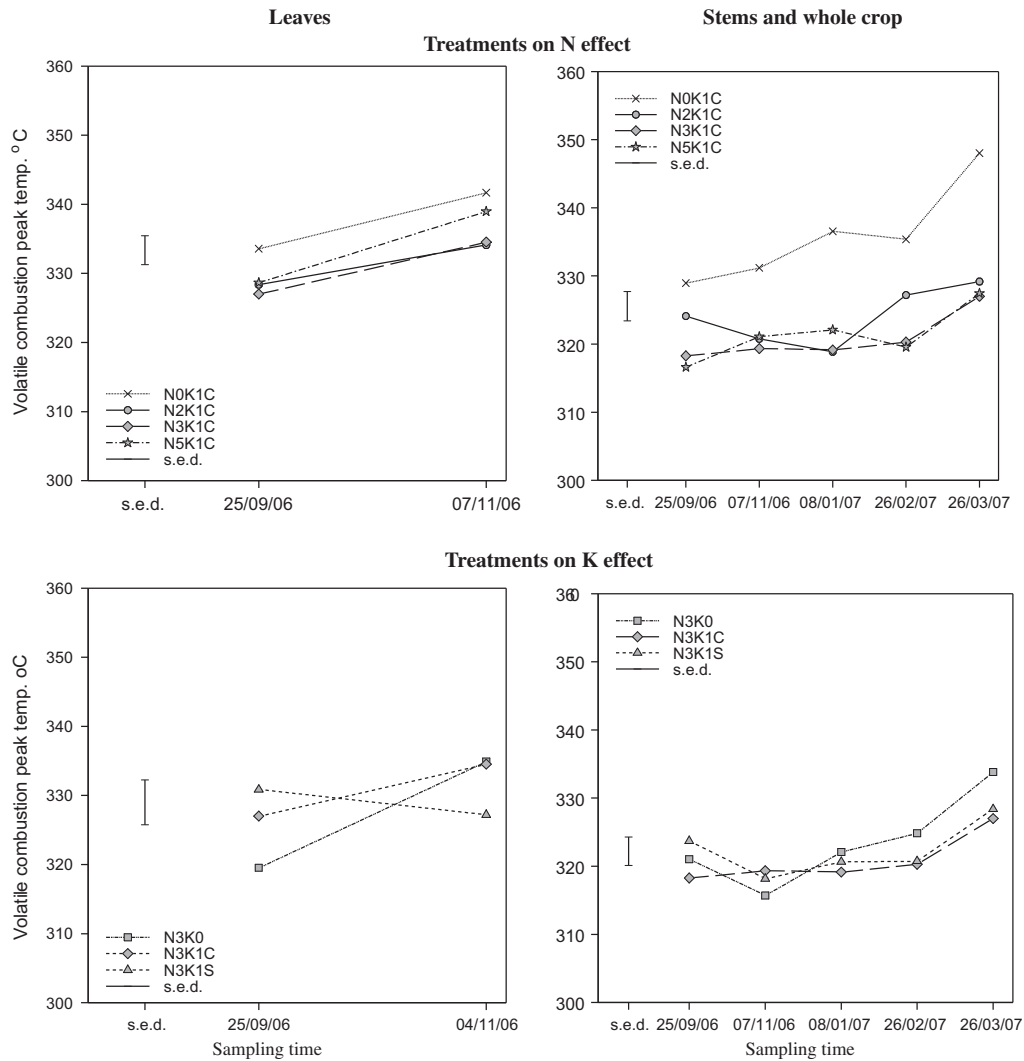 Leaves
Stems and whole crop
Treatments on N effect
Volatile combustion peak temp. °C
360
350
340
330
320
310
300
N0K1C
N2K1C
N3K1C
N5K1C
s.e.d.
s.e.d.
25/09/06
07/11/06
360
350
340
330
320
310
300
N0K1C
N2K1C
N3K1C
N5K1C
s.e.d.
s.e.d.
25/09/06
07/11/06
08/01/07
26/02/07
26/03/07
Treatments on K effect
Volatile combustion peak temp. oC
360
350
340
330
320
310
300
N3K0
N3K1C
N3K1S
s.e.d.
s.e.d.
25/09/06
04/11/06
Sampling time
360
350
340
330
320
310
300
N3K0
N3K1C
N3K1S
s.e.d.
s.e.d.
25/09/06
07/11/06
08/01/07
26/02/07
26/03/07
Sampling time